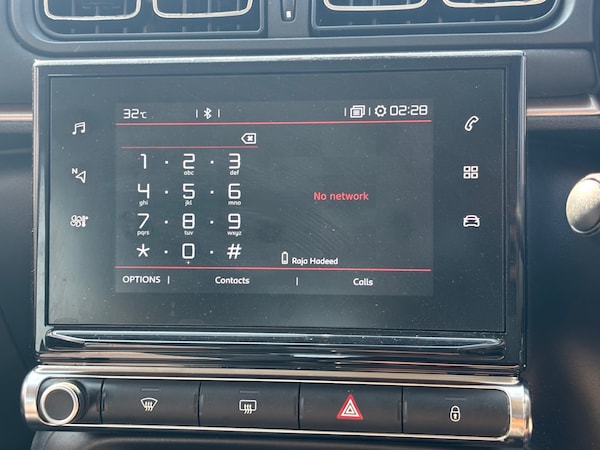 32°C 02:28
N
1 · 2 · 3
abc def
4 · 5 · 6
ghi jkl mno
No network
7 · 8 · 9
pqrs tuv wxyz
* · 0 · #
+
Raja Hadeed
OPTIONS Contacts Calls